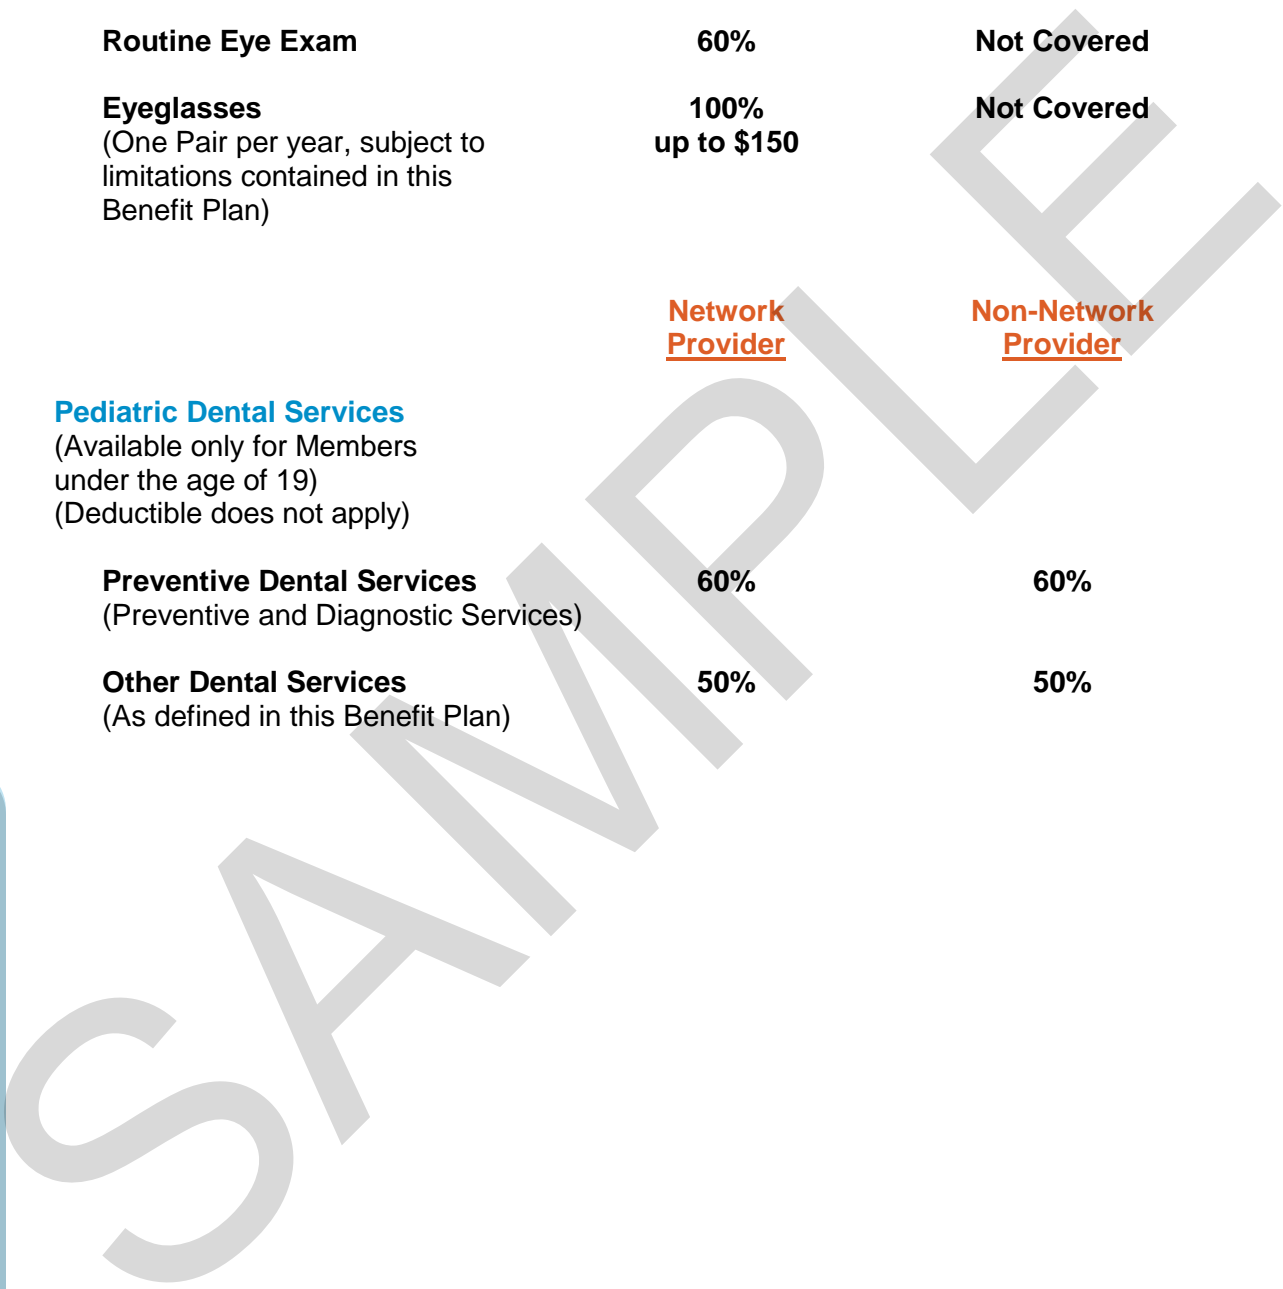 Routine Eye Exam 60% Not Covered
Eyeglasses 100% Not Covered
(One Pair per year, subject to up to $150
limitations contained in this
Benefit Plan)
Network Non-Network
Provider Provider
Pediatric Dental Services
(Available only for Members
under the age of 19)
(Deductible does not apply)
Preventive Dental Services 60% 60%
(Preventive and Diagnostic Services)
Other Dental Services 50% 50%
(As defined in this Benefit Plan)
SAMPLE